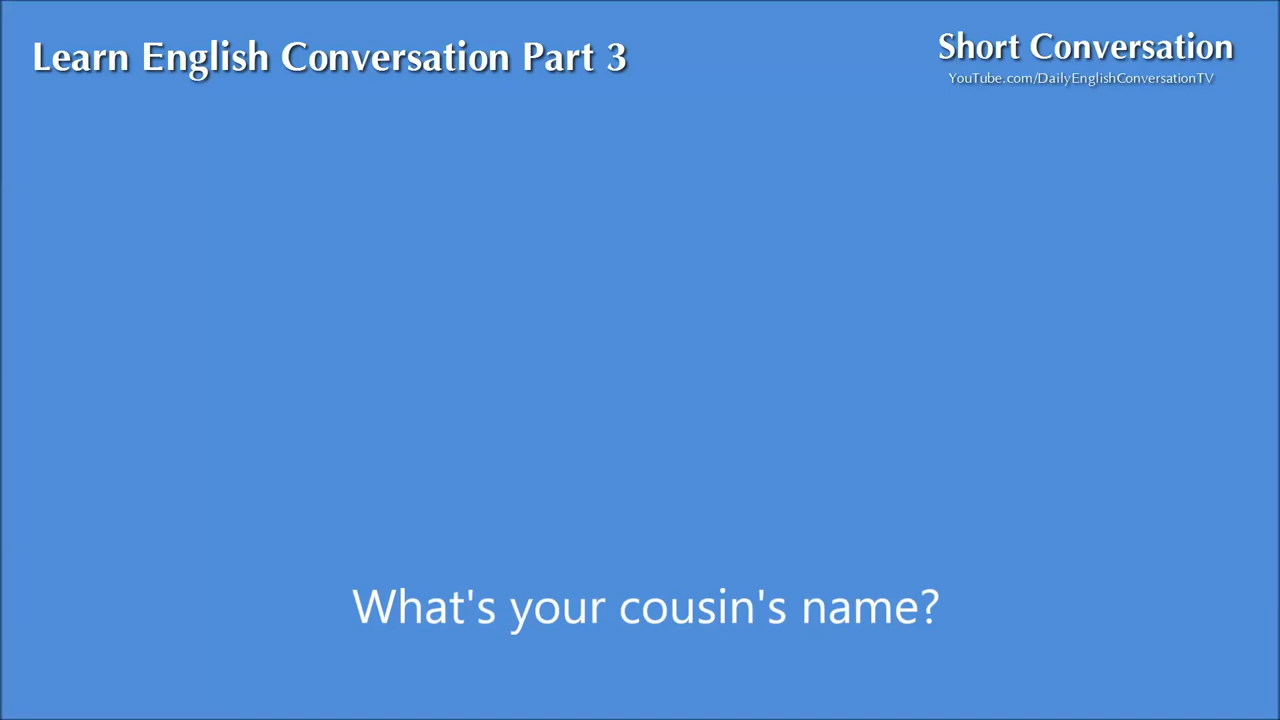 Learn English Conversation Part 3
Short Conversation
YouTube.com/DailyEnglishConversationTV
What's your cousin's name?